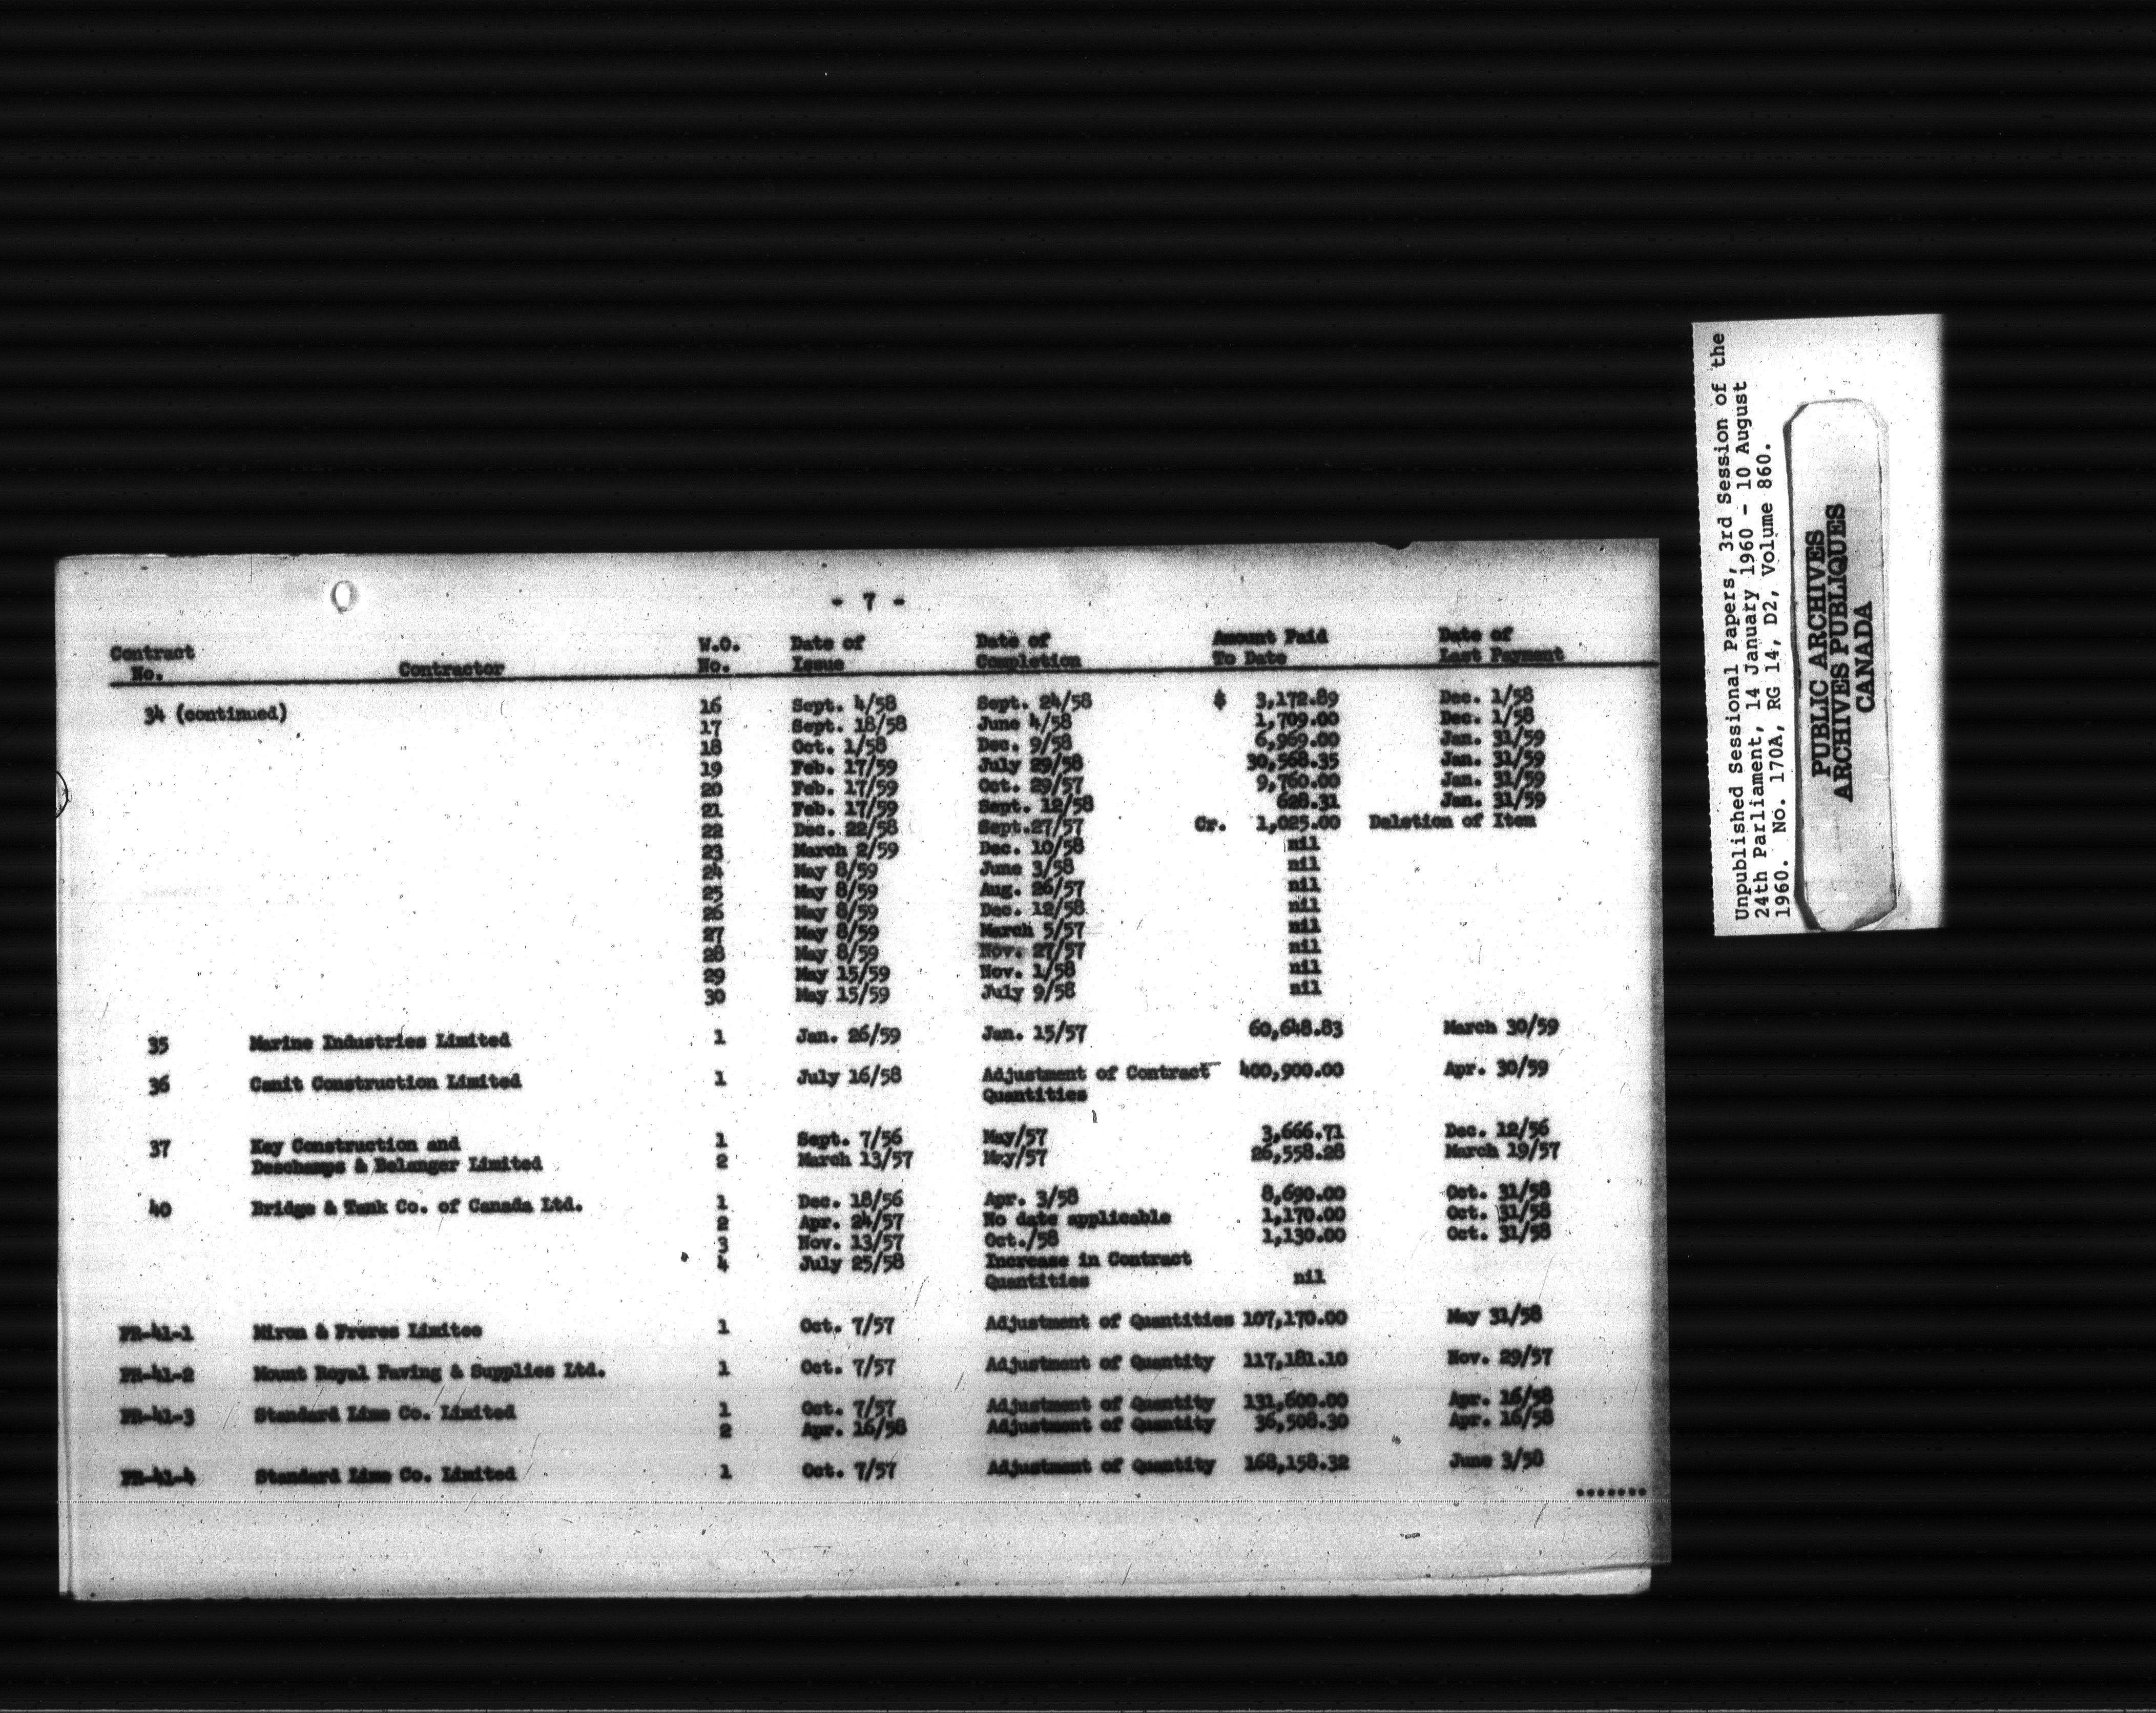 - 7 -
Contract No. Contractor W.O. No. Date of Issue Date of Completion Amount Paid To Date Date of Last Payment
34 (continued) 16 Sept. 4/58 Sept. 24/58 $ 3,172.89 Dec. 1/58
17 Sept. 18/58 June 4/58 1,709.00 Dec. 1/58
18 Oct. 1/58 Dec. 9/58 6,969.00 Jan. 31/59
19 Feb. 17/59 July 29/58 30,568.35 Jan. 31/59
20 Feb. 17/59 Oct. 29/57 9,760.00 Jan. 31/59
21 Feb. 17/59 Sept. 12/58 628.31 Jan. 31/59
22 Dec. 22/58 Sept.27/57 Cr. 1,025.00 Deletion of Item
23 March 2/59 Dec. 10/58 nil
24 May 8/59 June 3/58 nil
25 May 8/59 Aug. 26/57 nil
26 May 8/59 Dec. 12/58 nil
27 May 8/59 March 5/57 nil
28 May 8/59 Nov. 27/57 nil
29 May 15/59 Nov. 1/58 nil
30 May 15/59 July 9/58 nil
35 Marine Industries Limited 1 Jan. 26/59 Jan. 15/57 60,648.83 March 30/59
36 Canit Construction Limited 1 July 16/58 Adjustment of Contract 400,900.00 Apr. 30/59
Quantities
37 Key Construction and 1 Sept. 7/56 May/57 3,666.71 Dec. 12/56
Deschamps & Belanger Limited 2 March 13/57 May/57 26,558.28 March 19/57
40 Bridge & Tank Co. of Canada Ltd. 1 Dec. 18/56 Apr. 3/58 8,690.00 Oct. 31/58
2 Apr. 24/57 No date applicable 1,170.00 Oct. 31/58
3 Nov. 13/57 Oct./58 1,130.00 Oct. 31/58
4 July 25/58 Increase in Contract
Quantities nil
PR-41-1 Miron & Freres Limitee 1 Oct. 7/57 Adjustment of Quantities 107,170.00 May 31/58
PR-41-2 Mount Royal Paving & Supplies Ltd. 1 Oct. 7/57 Adjustment of Quantity 117,181.10 Nov. 29/57
PR-41-3 Standard Lime Co. Limited 1 Oct. 7/57 Adjustment of Quantity 131,600.00 Apr. 16/58
2 Apr. 16/58 Adjustment of Quantity 36,508.30 Apr. 16/58
PR-41-4 Standard Lime Co. Limited 1 Oct. 7/57 Adjustment of Quantity 168,158.32 June 3/58
.......
Unpublished Sessional Papers, 3rd Session of the
24th Parliament, 14 January 1960 - 10 August
1960. No. 170A, RG 14, D2, Volume 860.
PUBLIC ARCHIVES
ARCHIVES PUBLIQUES
CANADA